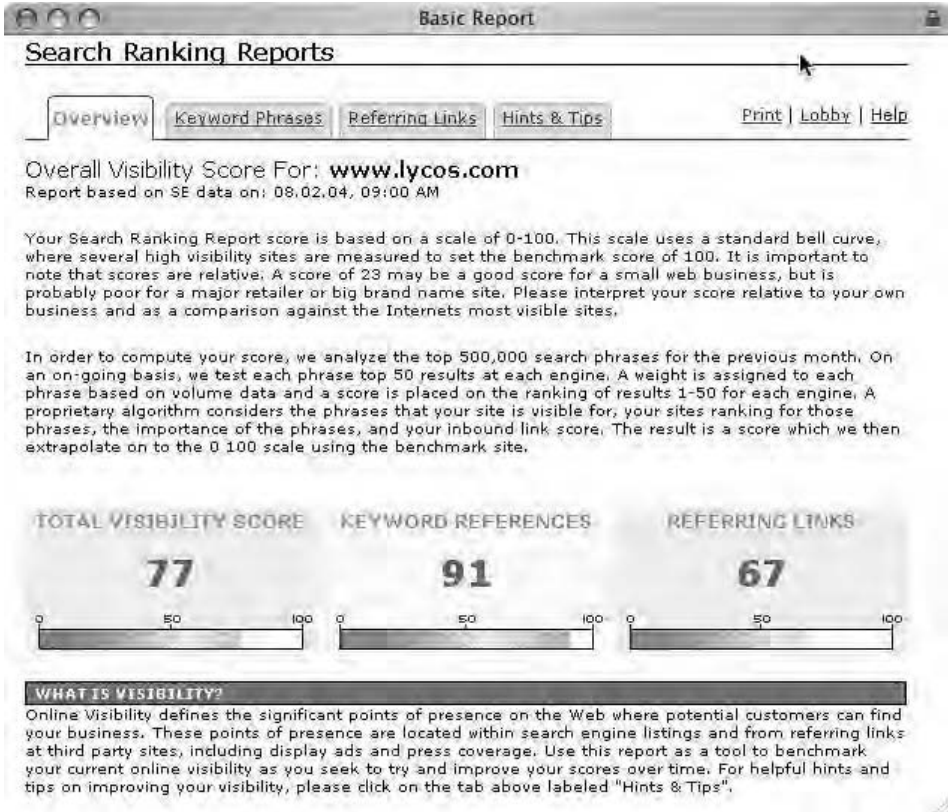 Basic Report
Search Ranking Reports
Overview Keyword Phrases Referring Links Hints & Tips Print | Lobby | Help
Overall Visibility Score For: www.lycos.com
Report based on SE data on: 08.02.04, 09:00 AM
Your Search Ranking Report score is based on a scale of 0-100. This scale uses a standard bell curve,
where several high visibility sites are measured to set the benchmark score of 100. It is important to
note that scores are relative. A score of 23 may be a good score for a small web business, but is
probably poor for a major retailer or big brand name site. Please interpret your score relative to your own
business and as a comparison against the Internets most visible sites.
In order to compute your score, we analyze the top 500,000 search phrases for the previous month. On
an on-going basis, we test each phrase top 50 results at each engine. A weight is assigned to each
phrase based on volume data and a score is placed on the ranking of results 1-50 for each engine. A
proprietary algorithm considers the phrases that your site is visible for, your sites ranking for those
phrases, the importance of the phrases, and your inbound link score. The result is a score which we then
extrapolate on to the 0 100 scale using the benchmark site.
TOTAL VISIBILITY SCORE KEYWORD REFERENCES REFERRING LINKS
77 91 67
0 50 100 0 50 100 0 50 100
WHAT IS VISIBILITY?
Online Visibility defines the significant points of presence on the Web where potential customers can find
your business. These points of presence are located within search engine listings and from referring links
at third party sites, including display ads and press coverage. Use this report as a tool to benchmark
your current online visibility as you seek to try and improve your scores over time. For helpful hints and
tips on improving your visibility, please click on the tab above labeled "Hints & Tips".